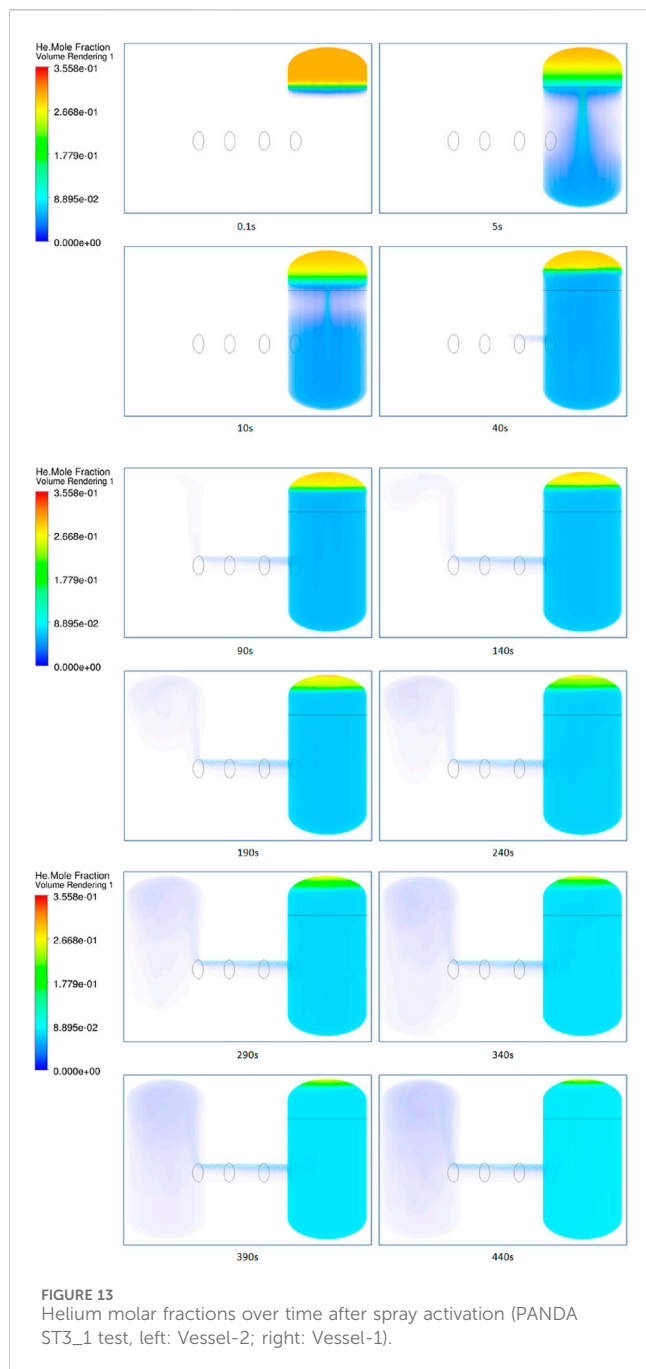 He.Mole Fraction
Volume Rendering 1
3.558e-01
2.668e-01
1.779e-01
8.895e-02
0.000e+00
0.1s
5s
10s
40s
He.Mole Fraction
Volume Rendering 1
3.558e-01
2.668e-01
1.779e-01
8.895e-02
0.000e+00
90s
140s
190s
240s
He.Mole Fraction
Volume Rendering 1
3.558e-01
2.668e-01
1.779e-01
8.895e-02
0.000e+00
290s
340s
390s
440s
FIGURE 13
Helium molar fractions over time after spray activation (PANDA
ST3_1 test, left: Vessel-2; right: Vessel-1).